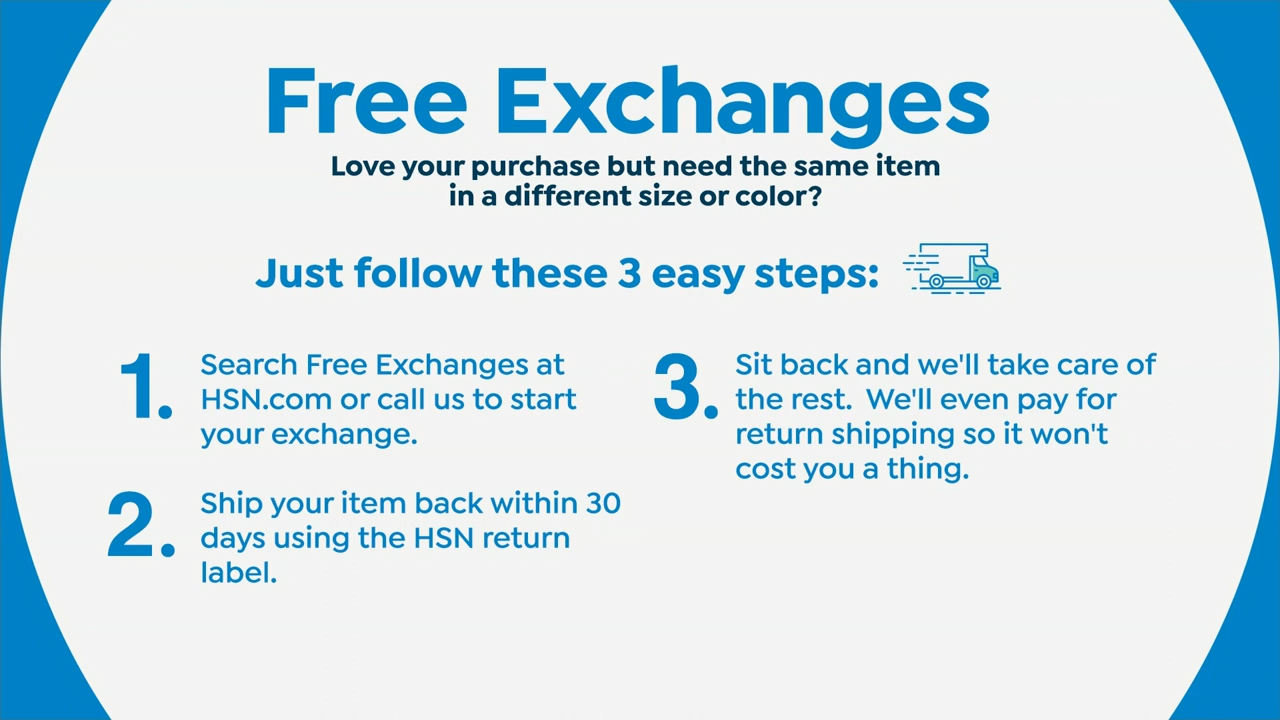 Free Exchanges
Love your purchase but need the same item
in a different size or color?
Just follow these 3 easy steps:
1. Search Free Exchanges at
HSN.com or call us to start
your exchange.
2. Ship your item back within 30
days using the HSN return
label.
3. Sit back and we'll take care of
the rest.  We'll even pay for
return shipping so it won't
cost you a thing.